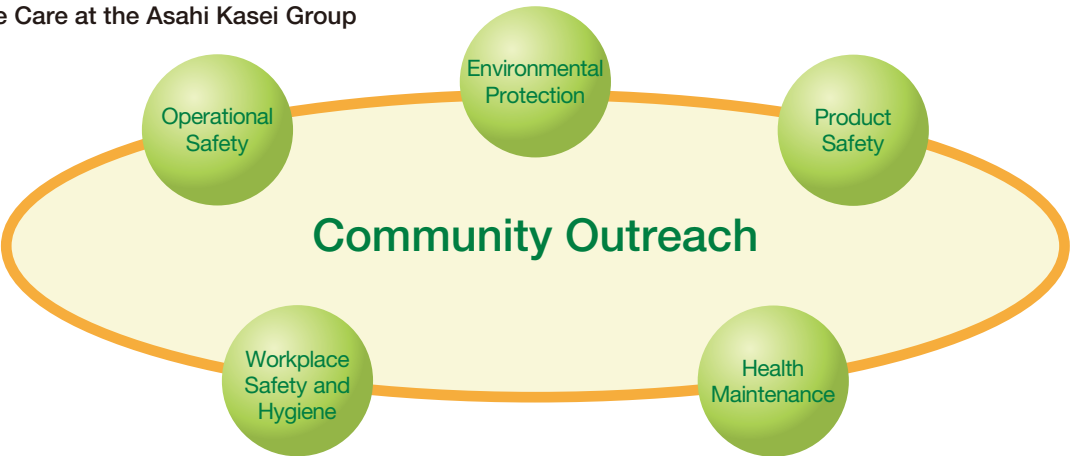 Care at the Asahi Kasei Group
Environmental
Protection
Operational
Safety
Product
Safety
Community Outreach
Workplace
Safety and
Hygiene
Health
Maintenance